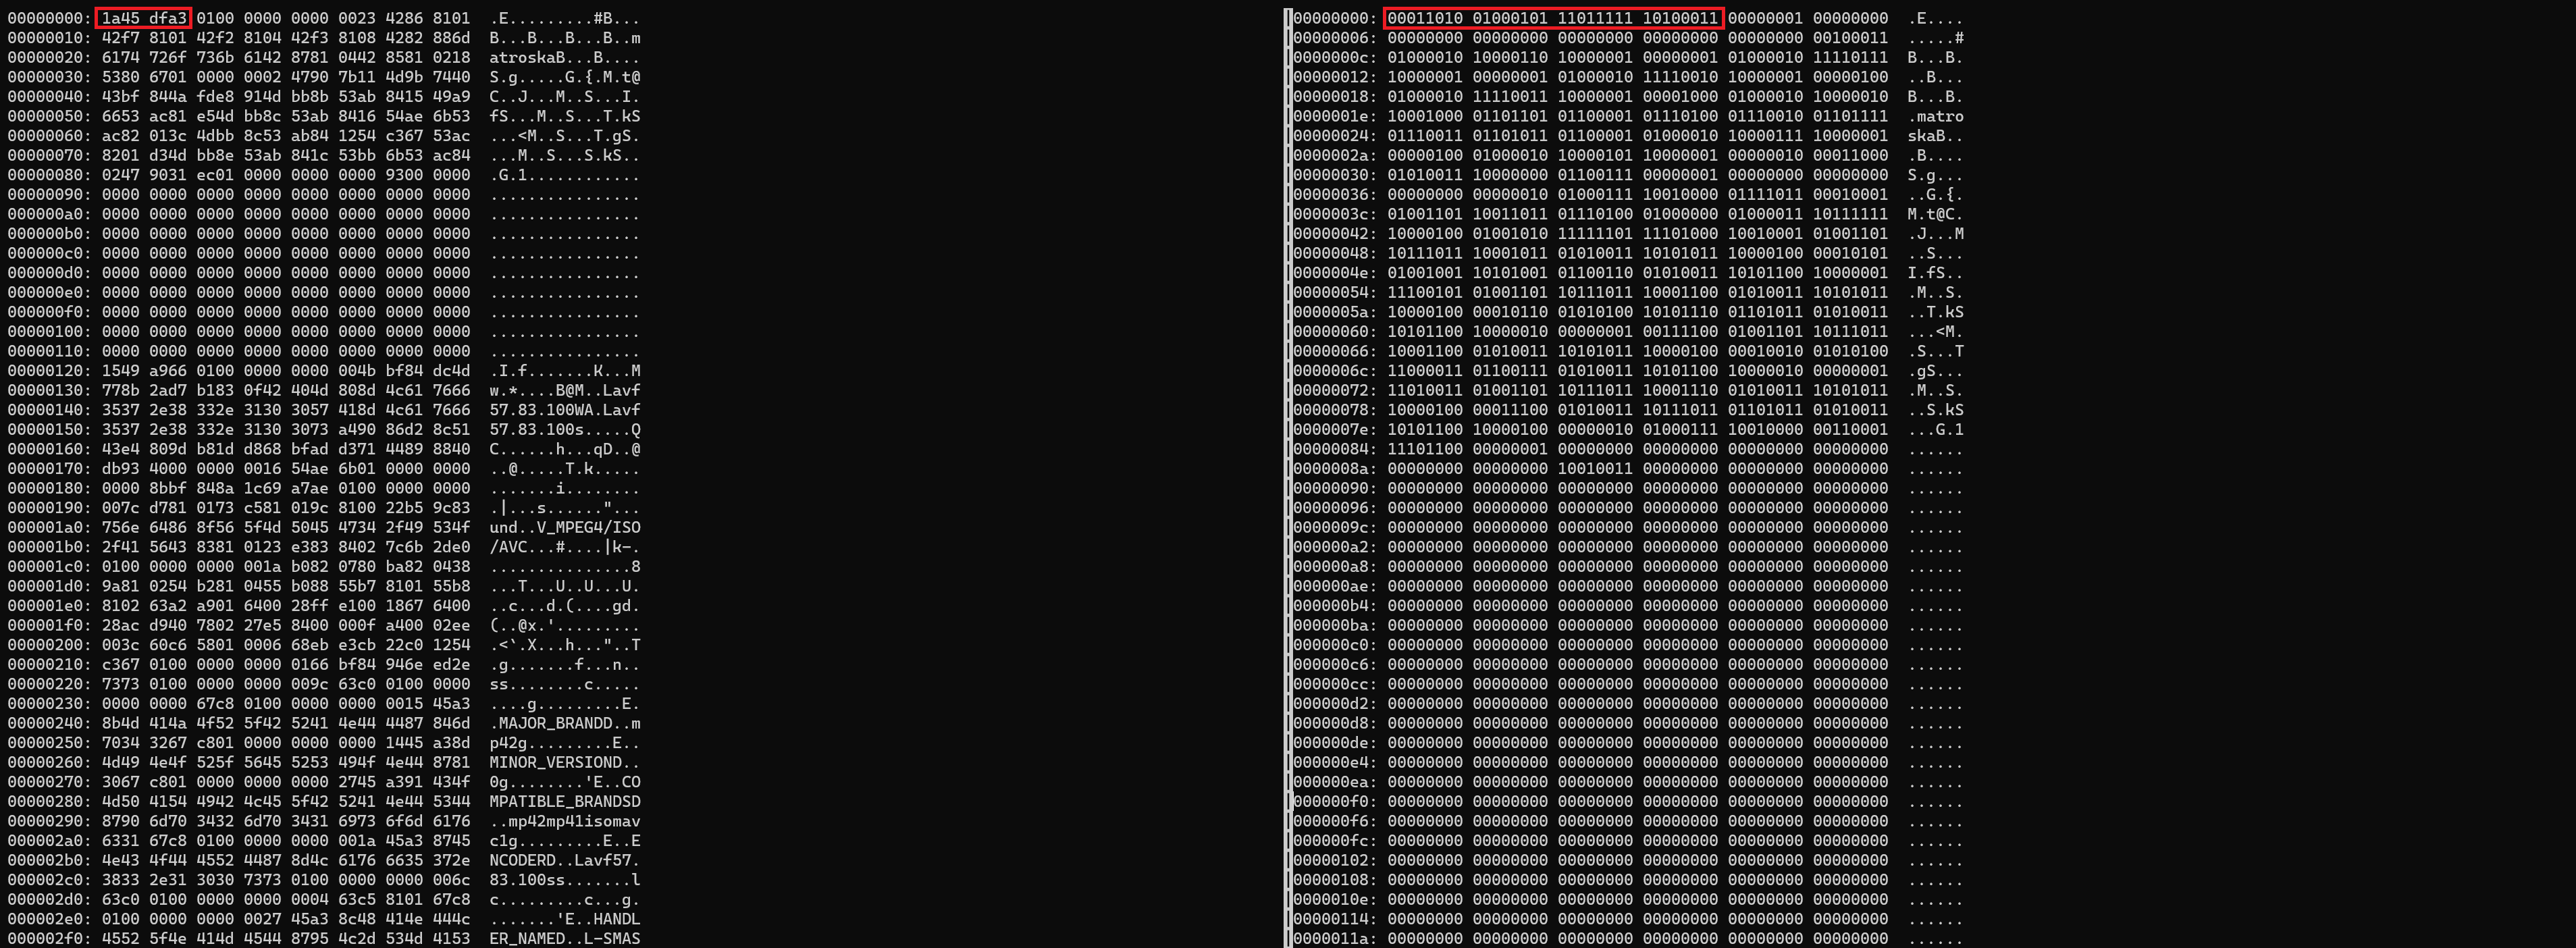 00000000: 1a45 dfa3 0100 0000 0000 0023 4286 8101  .E.........#B...
00000010: 42f7 8101 42f2 8104 42f3 8108 4282 886d  B...B...B...B..m
00000020: 6174 726f 736b 6142 8781 0442 8581 0218  atroskaB...B....
00000030: 5380 6701 0000 0002 4790 7b11 4d9b 7440  S.g.....G.{.M.t@
00000040: 43bf 844a fde8 914d bb8b 53ab 8415 49a9  C..J...M..S...I.
00000050: 6653 ac81 e54d bb8c 53ab 8416 54ae 6b53  fS...M..S...T.kS
00000060: ac82 013c 4dbb 8c53 ab84 1254 c367 53ac  ...<M..S...T.gS.
00000070: 8201 d34d bb8e 53ab 841c 53bb 6b53 ac84  ...M..S...S.kS..
00000080: 0247 9031 ec01 0000 0000 0000 9300 0000  .G.1............
00000090: 0000 0000 0000 0000 0000 0000 0000 0000  ................
000000a0: 0000 0000 0000 0000 0000 0000 0000 0000  ................
000000b0: 0000 0000 0000 0000 0000 0000 0000 0000  ................
000000c0: 0000 0000 0000 0000 0000 0000 0000 0000  ................
000000d0: 0000 0000 0000 0000 0000 0000 0000 0000  ................
000000e0: 0000 0000 0000 0000 0000 0000 0000 0000  ................
000000f0: 0000 0000 0000 0000 0000 0000 0000 0000  ................
00000100: 0000 0000 0000 0000 0000 0000 0000 0000  ................
00000110: 0000 0000 0000 0000 0000 0000 0000 0000  ................
00000120: 1549 a966 0100 0000 0000 004b bf84 dc4d  .I.f.......K...M
00000130: 778b 2ad7 b183 0f42 404d 808d 4c61 7666  w.*....B@M..Lavf
00000140: 3537 2e38 332e 3130 3057 418d 4c61 7666  57.83.100WA.Lavf
00000150: 3537 2e38 332e 3130 3073 a490 86d2 8c51  57.83.100s.....Q
00000160: 43e4 809d b81d d868 bfad d371 4489 8840  C......h...qD..@
00000170: db93 4000 0000 0016 54ae 6b01 0000 0000  ..@.....T.k.....
00000180: 0000 8bbf 848a 1c69 a7ae 0100 0000 0000  .......i........
00000190: 007c d781 0173 c581 019c 8100 22b5 9c83  .|...s......"...
000001a0: 756e 6486 8f56 5f4d 5045 4734 2f49 534f  und..V_MPEG4/ISO
000001b0: 2f41 5643 8381 0123 e383 8402 7c6b 2de0  /AVC...#....|k-.
000001c0: 0100 0000 0000 001a b082 0780 ba82 0438  ...............8
000001d0: 9a81 0254 b281 0455 b088 55b7 8101 55b8  ...T...U..U...U.
000001e0: 8102 63a2 a901 6400 28ff e100 1867 6400  ..c...d.(....gd.
000001f0: 28ac d940 7802 27e5 8400 000f a400 02ee  (..@x.'.........
00000200: 003c 60c6 5801 0006 68eb e3cb 22c0 1254  .<`.X...h..."..T
00000210: c367 0100 0000 0000 0166 bf84 946e ed2e  .g.......f...n..
00000220: 7373 0100 0000 0000 009c 63c0 0100 0000  ss........c.....
00000230: 0000 0000 67c8 0100 0000 0000 0015 45a3  ....g.........E.
00000240: 8b4d 414a 4f52 5f42 5241 4e44 4487 846d  .MAJOR_BRANDD..m
00000250: 7034 3267 c801 0000 0000 0000 1445 a38d  p42g.........E..
00000260: 4d49 4e4f 525f 5645 5253 494f 4e44 8781  MINOR_VERSIOND..
00000270: 3067 c801 0000 0000 0000 2745 a391 434f  0g........'E..CO
00000280: 4d50 4154 4942 4c45 5f42 5241 4e44 5344  MPATIBLE_BRANDSD
00000290: 8790 6d70 3432 6d70 3431 6973 6f6d 6176  ..mp42mp41isomav
000002a0: 6331 67c8 0100 0000 0000 001a 45a3 8745  c1g.........E..E
000002b0: 4e43 4f44 4552 4487 8d4c 6176 6635 372e  NCODERD..Lavf57.
000002c0: 3833 2e31 3030 7373 0100 0000 0000 006c  83.100ss.......l
000002d0: 63c0 0100 0000 0000 0004 63c5 8101 67c8  c.........c...g.
000002e0: 0100 0000 0000 0027 45a3 8c48 414e 444c  .......'E..HANDL
000002f0: 4552 5f4e 414d 4544 8795 4c2d 534d 4153  ER_NAMED..L-SMAS
00000000: 00011010 01000101 11011111 10100011 00000001 00000000  .E....
00000006: 00000000 00000000 00000000 00000000 00000000 00100011  .....#
0000000c: 01000010 10000110 10000001 00000001 01000010 11110111  B...B.
00000012: 10000001 00000001 01000010 11110010 10000001 00000100  ..B...
00000018: 01000010 11110011 10000001 00001000 01000010 10000010  B...B.
0000001e: 10001000 01101101 01100001 01110100 01110010 01101111  .matro
00000024: 01110011 01101011 01100001 01000010 10000111 10000001  skaB..
0000002a: 00000100 01000010 10000101 10000001 00000010 00011000  .B....
00000030: 01010011 10000000 01100111 00000001 00000000 00000000  S.g...
00000036: 00000000 00000010 01000111 10010000 01111011 00010001  ..G.{.
0000003c: 01001101 10011011 01110100 01000000 01000011 10111111  M.t@C.
00000042: 10000100 01001010 11111101 11101000 10010001 01001101  .J...M
00000048: 10111011 10001011 01010011 10101011 10000100 00010101  ..S...
0000004e: 01001001 10101001 01100110 01010011 10101100 10000001  I.fS..
00000054: 11100101 01001101 10111011 10001100 01010011 10101011  .M..S.
0000005a: 10000100 00010110 01010100 10101110 01101011 01010011  ..T.kS
00000060: 10101100 10000010 00000001 00111100 01001101 10111011  ...<M.
00000066: 10001100 01010011 10101011 10000100 00010010 01010100  .S...T
0000006c: 11000011 01100111 01010011 10101100 10000010 00000001  .gS...
00000072: 11010011 01001101 10111011 10001110 01010011 10101011  .M..S.
00000078: 10000100 00011100 01010011 10111011 01101011 01010011  ..S.kS
0000007e: 10101100 10000100 00000010 01000111 10010000 00110001  ...G.1
00000084: 11101100 00000001 00000000 00000000 00000000 00000000  ......
0000008a: 00000000 00000000 10010011 00000000 00000000 00000000  ......
00000090: 00000000 00000000 00000000 00000000 00000000 00000000  ......
00000096: 00000000 00000000 00000000 00000000 00000000 00000000  ......
0000009c: 00000000 00000000 00000000 00000000 00000000 00000000  ......
000000a2: 00000000 00000000 00000000 00000000 00000000 00000000  ......
000000a8: 00000000 00000000 00000000 00000000 00000000 00000000  ......
000000ae: 00000000 00000000 00000000 00000000 00000000 00000000  ......
000000b4: 00000000 00000000 00000000 00000000 00000000 00000000  ......
000000ba: 00000000 00000000 00000000 00000000 00000000 00000000  ......
000000c0: 00000000 00000000 00000000 00000000 00000000 00000000  ......
000000c6: 00000000 00000000 00000000 00000000 00000000 00000000  ......
000000cc: 00000000 00000000 00000000 00000000 00000000 00000000  ......
000000d2: 00000000 00000000 00000000 00000000 00000000 00000000  ......
000000d8: 00000000 00000000 00000000 00000000 00000000 00000000  ......
000000de: 00000000 00000000 00000000 00000000 00000000 00000000  ......
000000e4: 00000000 00000000 00000000 00000000 00000000 00000000  ......
000000ea: 00000000 00000000 00000000 00000000 00000000 00000000  ......
000000f0: 00000000 00000000 00000000 00000000 00000000 00000000  ......
000000f6: 00000000 00000000 00000000 00000000 00000000 00000000  ......
000000fc: 00000000 00000000 00000000 00000000 00000000 00000000  ......
00000102: 00000000 00000000 00000000 00000000 00000000 00000000  ......
00000108: 00000000 00000000 00000000 00000000 00000000 00000000  ......
0000010e: 00000000 00000000 00000000 00000000 00000000 00000000  ......
00000114: 00000000 00000000 00000000 00000000 00000000 00000000  ......
0000011a: 00000000 00000000 00000000 00000000 00000000 00000000  ......